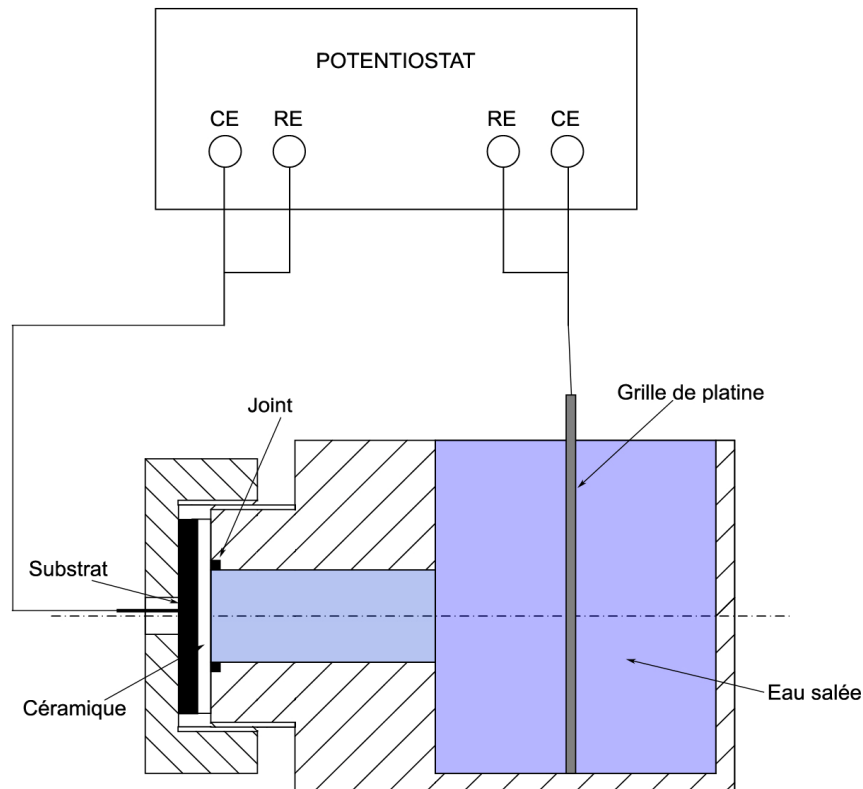 POTENTIOSTAT
CE RE RE CE
Grille de platine
Joint
Substrat
Céramique
Eau salée